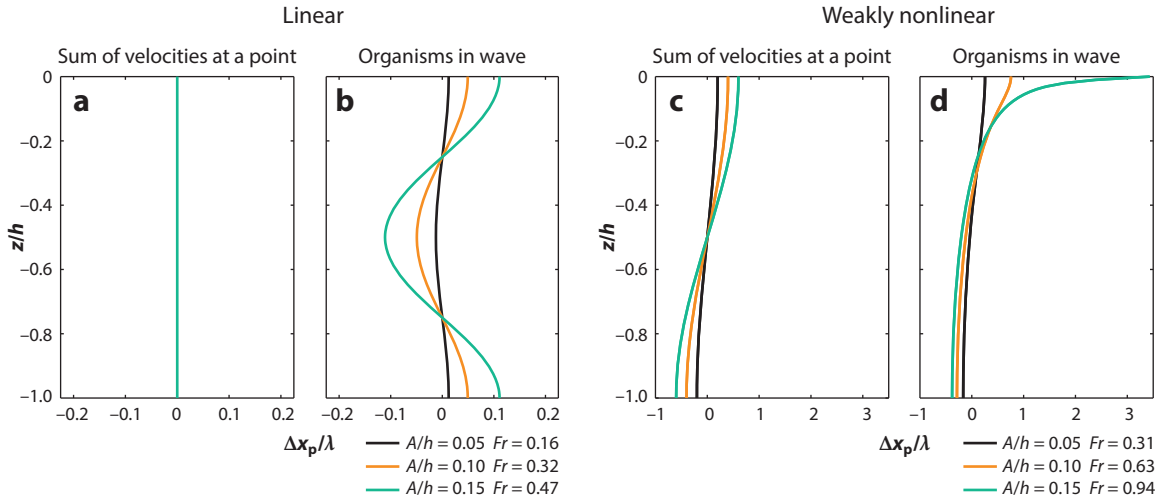 Linear
Weakly nonlinear
Sum of velocities at a point
Organisms in wave
Sum of velocities at a point
Organisms in wave
a
b
c
d
0
–0.2
–0.4
–0.6
–0.8
–1.0
z/h
–0.2 –0.1 0 0.1 0.2
–0.2 –0.1 0 0.1 0.2
Δxp/λ
0
–0.2
–0.4
–0.6
–0.8
–1.0
z/h
–1 0 1 2 3
–1 0 1 2 3
Δxp/λ
A/h = 0.05 Fr = 0.16
A/h = 0.10 Fr = 0.32
A/h = 0.15 Fr = 0.47
A/h = 0.05 Fr = 0.31
A/h = 0.10 Fr = 0.63
A/h = 0.15 Fr = 0.94